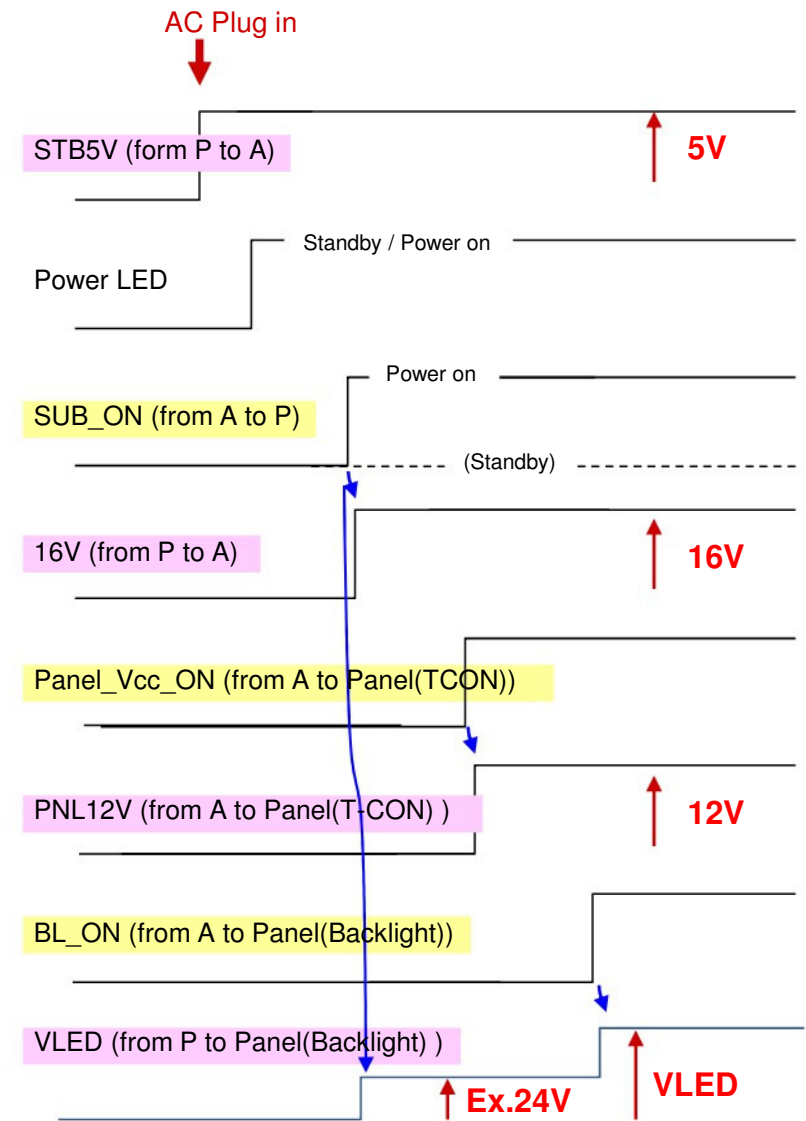 AC Plug in
STB5V (form P to A)
5V
Standby / Power on
Power LED
Power on
SUB_ON (from A to P)
(Standby)
16V (from P to A)
16V
Panel_Vcc_ON (from A to Panel(TCON))
PNL12V (from A to Panel(T-CON) )
12V
BL_ON (from A to Panel(Backlight))
VLED (from P to Panel(Backlight) )
VLED
Ex.24V